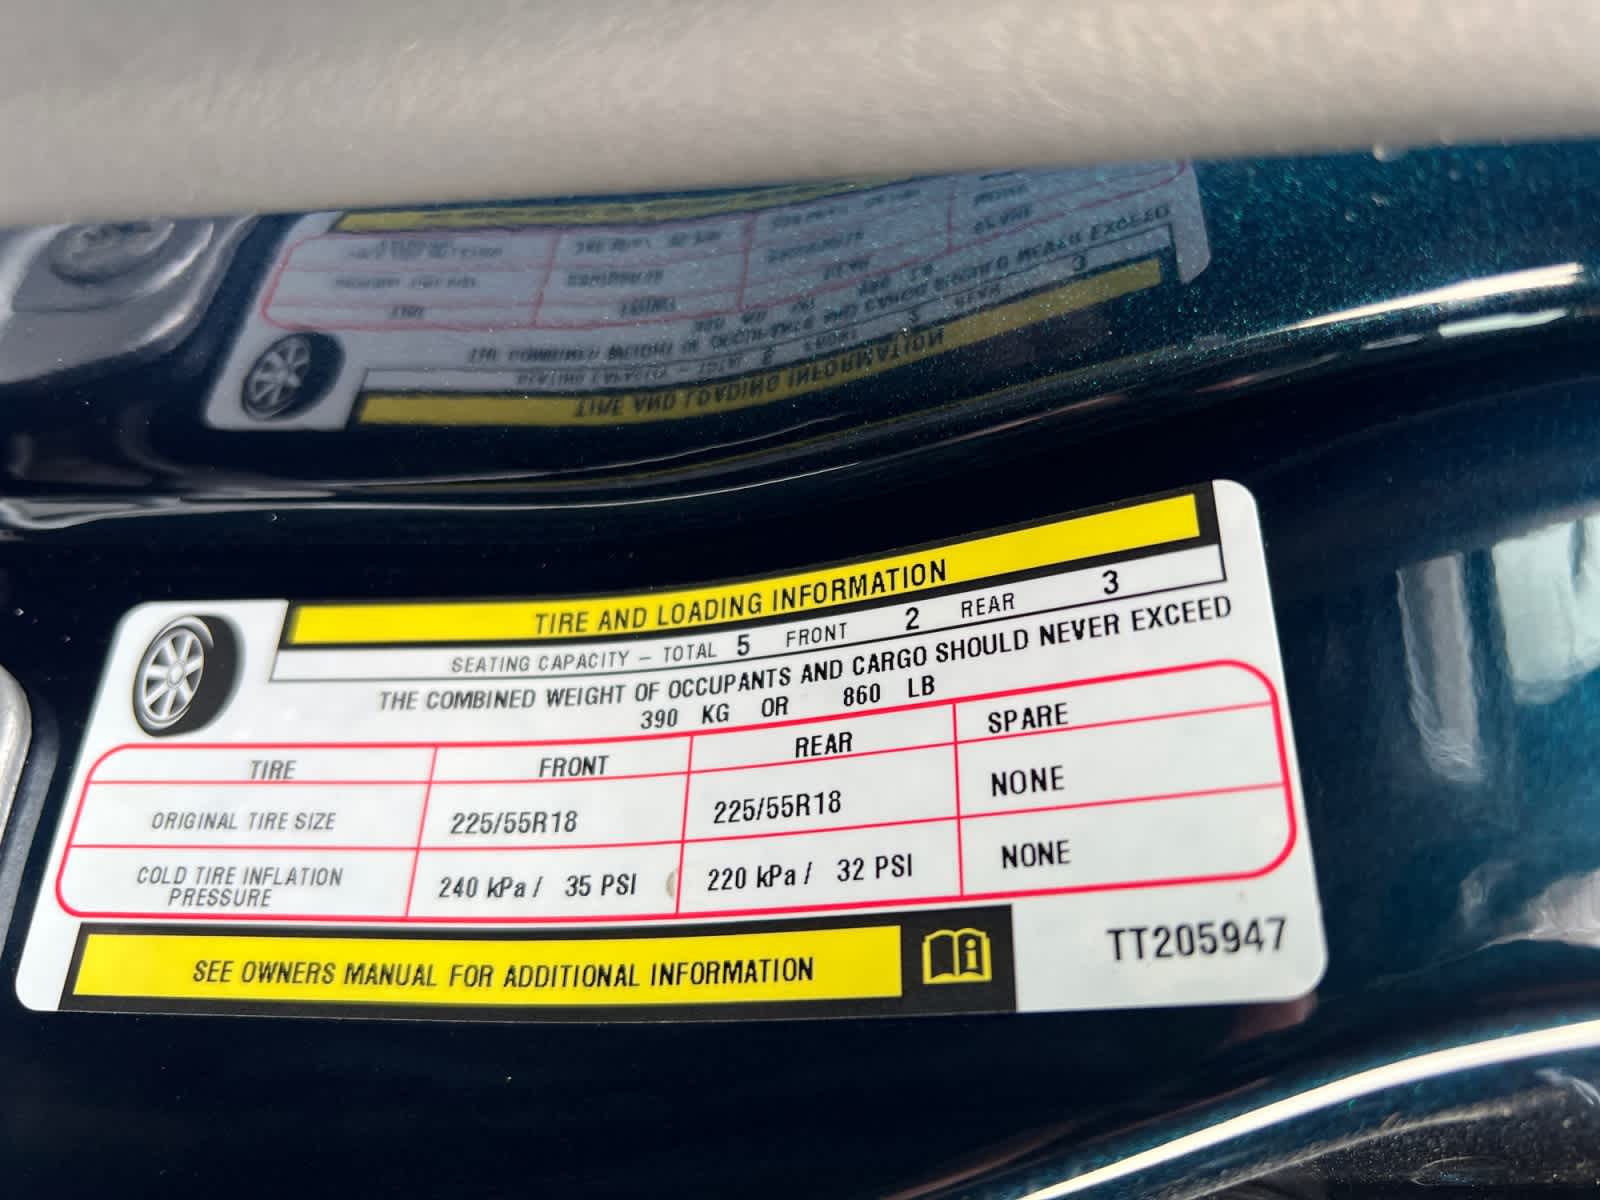 TIRE AND LOADING INFORMATION
SEATING CAPACITY – TOTAL 5 FRONT 2 REAR 3
THE COMBINED WEIGHT OF OCCUPANTS AND CARGO SHOULD NEVER EXCEED
390 KG OR 860 LB
TIRE FRONT REAR SPARE
ORIGINAL TIRE SIZE 225/55R18 225/55R18 NONE
COLD TIRE INFLATION
PRESSURE 240 kPa / 35 PSI 220 kPa / 32 PSI NONE
SEE OWNERS MANUAL FOR ADDITIONAL INFORMATION
TT205947